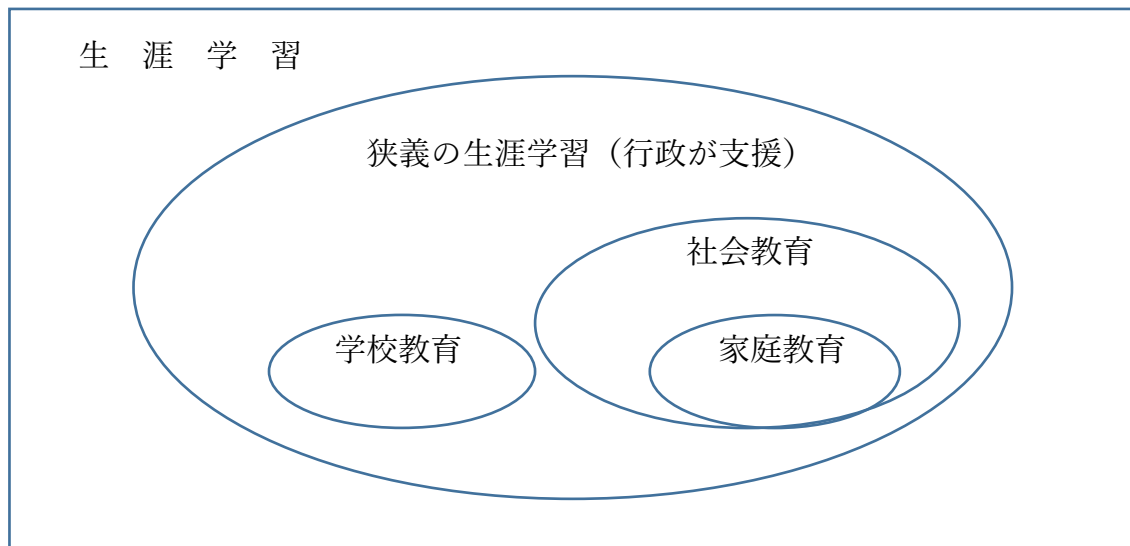 生　涯　学　習
狭義の生涯学習（行政が支援）
社会教育
学校教育
家庭教育